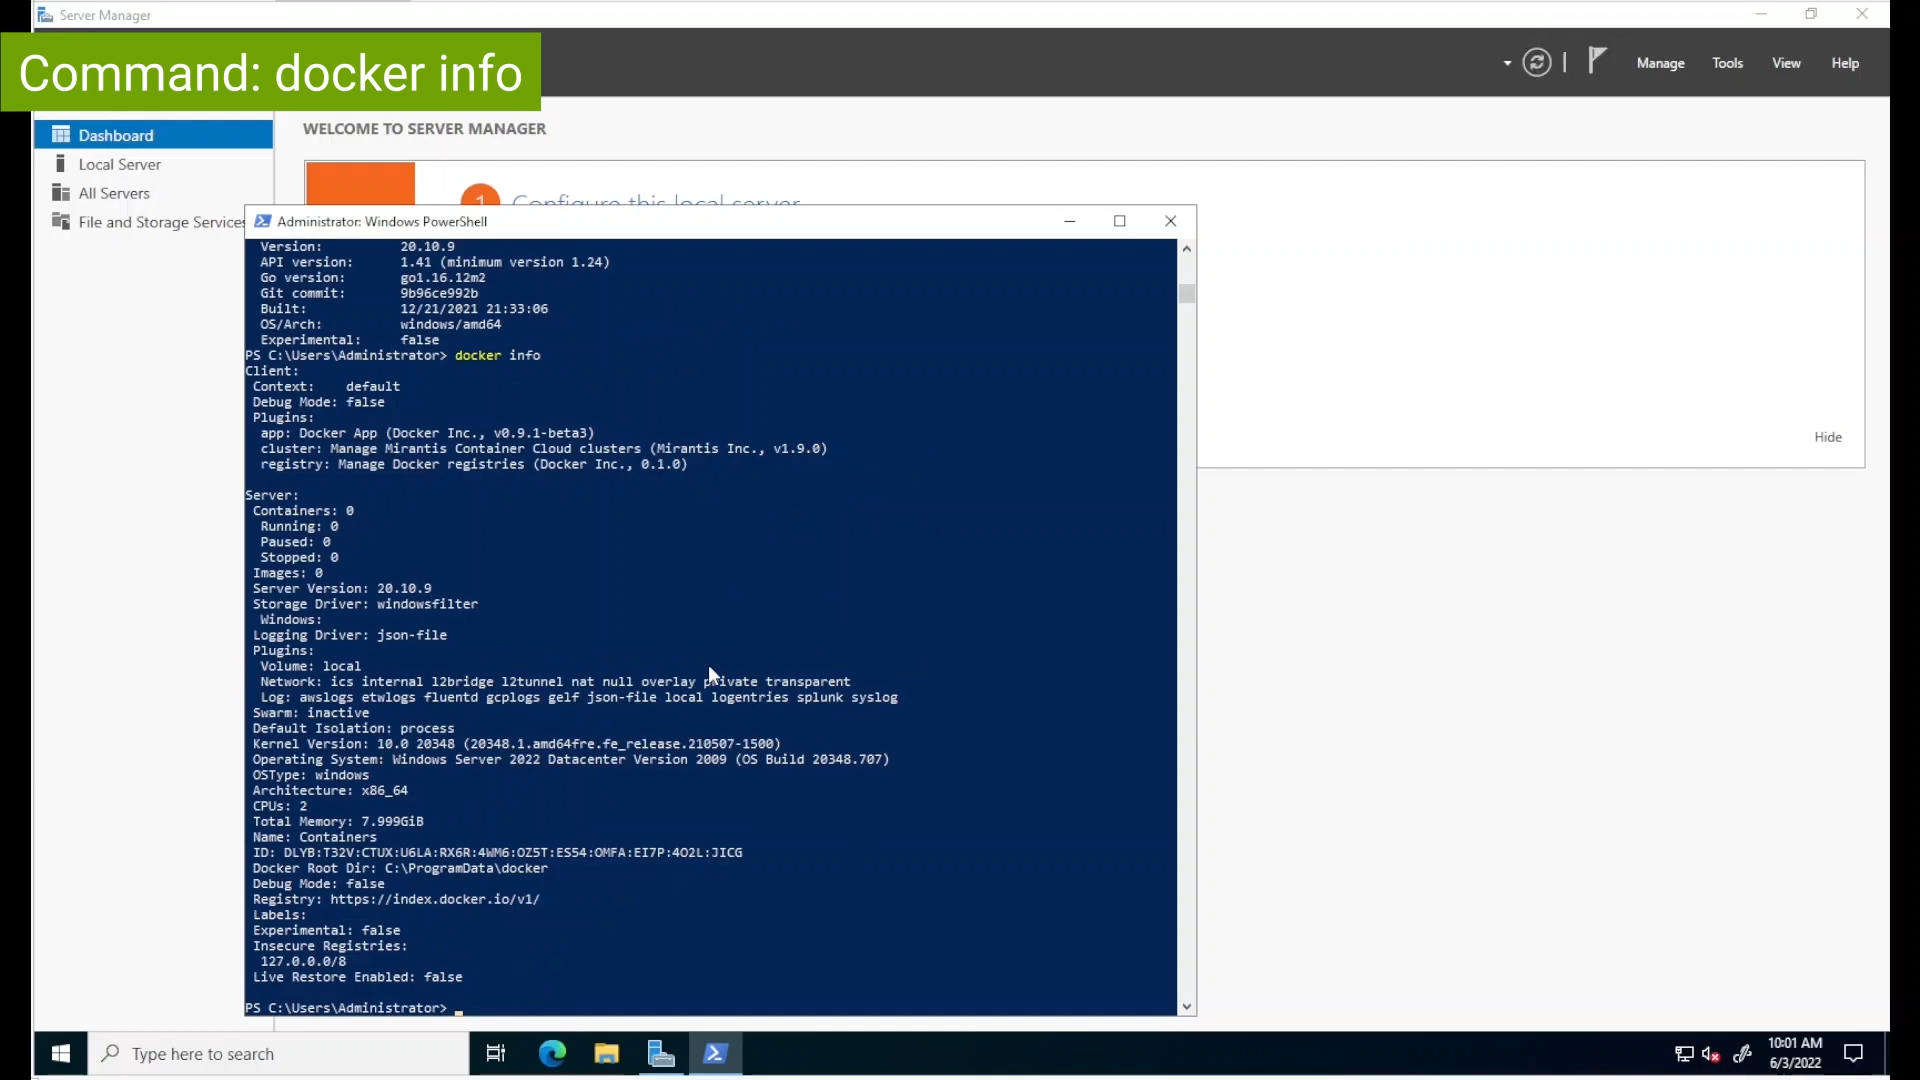 Server Manager
Command: docker info
Manage Tools View Help
Dashboard
Local Server
All Servers
File and Storage Services
WELCOME TO SERVER MANAGER
1 Configure this local server
Hide
Administrator: Windows PowerShell
Version: 20.10.9
API version: 1.41 (minimum version 1.24)
Go version: go1.16.12m2
Git commit: 9b96ce992b
Built: 12/21/2021 21:33:06
OS/Arch: windows/amd64
Experimental: false
PS C:\Users\Administrator> docker info
Client:
Context: default
Debug Mode: false
Plugins:
app: Docker App (Docker Inc., v0.9.1-beta3)
cluster: Manage Mirantis Container Cloud clusters (Mirantis Inc., v1.9.0)
registry: Manage Docker registries (Docker Inc., 0.1.0)
Server:
Containers: 0
Running: 0
Paused: 0
Stopped: 0
Images: 0
Server Version: 20.10.9
Storage Driver: windowsfilter
Windows:
Logging Driver: json-file
Plugins:
Volume: local
Network: ics internal l2bridge l2tunnel nat null overlay private transparent
Log: awslogs etwlogs fluentd gcplogs gelf json-file local logentries splunk syslog
Swarm: inactive
Default Isolation: process
Kernel Version: 10.0 20348 (20348.1.amd64fre.fe_release.210507-1500)
Operating System: Windows Server 2022 Datacenter Version 2009 (OS Build 20348.707)
OSType: windows
Architecture: x86_64
CPUs: 2
Total Memory: 7.999GiB
Name: Containers
ID: DLYB:T32V:CTUX:U6LA:RX6R:4WM6:OZ5T:ES54:OMFA:EI7P:4O2L:JICG
Docker Root Dir: C:\ProgramData\docker
Debug Mode: false
Registry: https://index.docker.io/v1/
Labels:
Experimental: false
Insecure Registries:
127.0.0.0/8
Live Restore Enabled: false
PS C:\Users\Administrator>
Type here to search
10:01 AM
6/3/2022